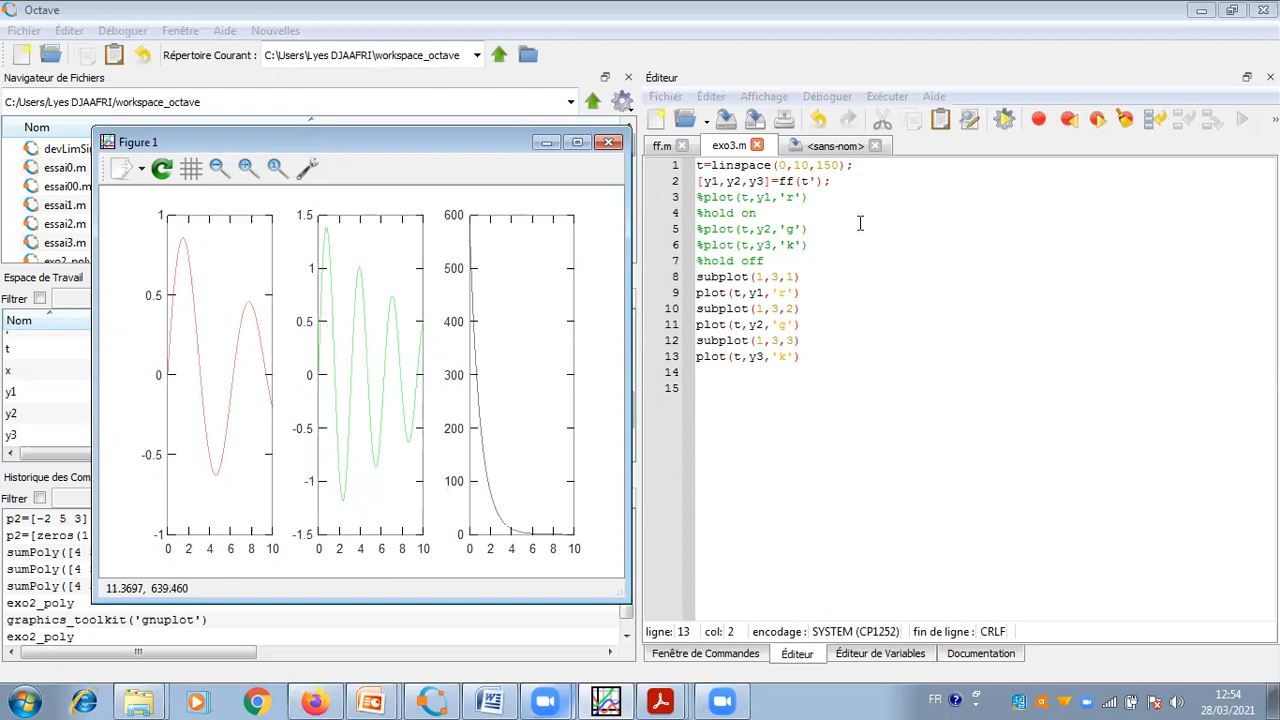 Octave
Fichier Éditer Déboguer Fenêtre Aide Nouvelles
Répertoire Courant : C:\Users\Lyes DJAAFRI\workspace_octave
Navigateur de Fichiers
C:/Users/Lyes DJAAFRI/workspace_octave
Nom
devLimSi
essai0.m
essai00.m
essai1.m
essai2.m
essai3.m
Espace de Travail
Filtrer
Nom
t
x
y1
y2
y3
Historique des Com
Filtrer
p2=[-2 5 3]
p2=[zeros(1
sumPoly([4
sumPoly([4
sumPoly([4
exo2_poly
graphics_toolkit('gnuplot')
exo2_poly
Figure 1
1
0.5
0
-0.5
-1
0 2 4 6 8 10
1.5
1
0.5
0
-0.5
-1
-1.5
0 2 4 6 8 10
600
500
400
300
200
100
0
0 2 4 6 8 10
11.3697, 639.460
Éditeur
Fichier Éditer Affichage Déboguer Exécuter Aide
ff.m exo3.m <sans-nom>
1 t=linspace(0,10,150);
2 [y1,y2,y3]=ff(t');
3 %plot(t,y1,'r')
4 %hold on
5 %plot(t,y2,'g')
6 %plot(t,y3,'k')
7 %hold off
8 subplot(1,3,1)
9 plot(t,y1,'r')
10 subplot(1,3,2)
11 plot(t,y2,'g')
12 subplot(1,3,3)
13 plot(t,y3,'k')
14
15
ligne: 13 col: 2 encodage : SYSTEM (CP1252) fin de ligne : CRLF
Fenêtre de Commandes Éditeur Éditeur de Variables Documentation
FR
12:54
28/03/2021